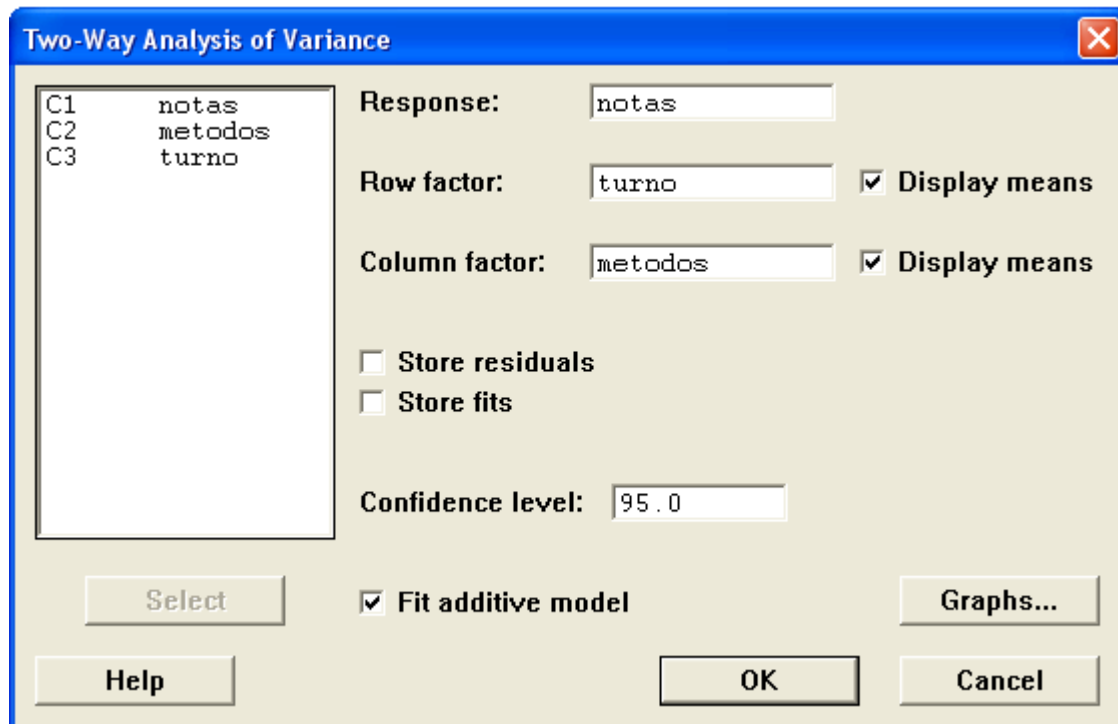 Two-Way Analysis of Variance
C1 notas
C2 metodos
C3 turno
Response: notas
Row factor: turno Display means
Column factor: metodos Display means
Store residuals
Store fits
Confidence level: 95.0
Select Fit additive model Graphs...
Help OK Cancel